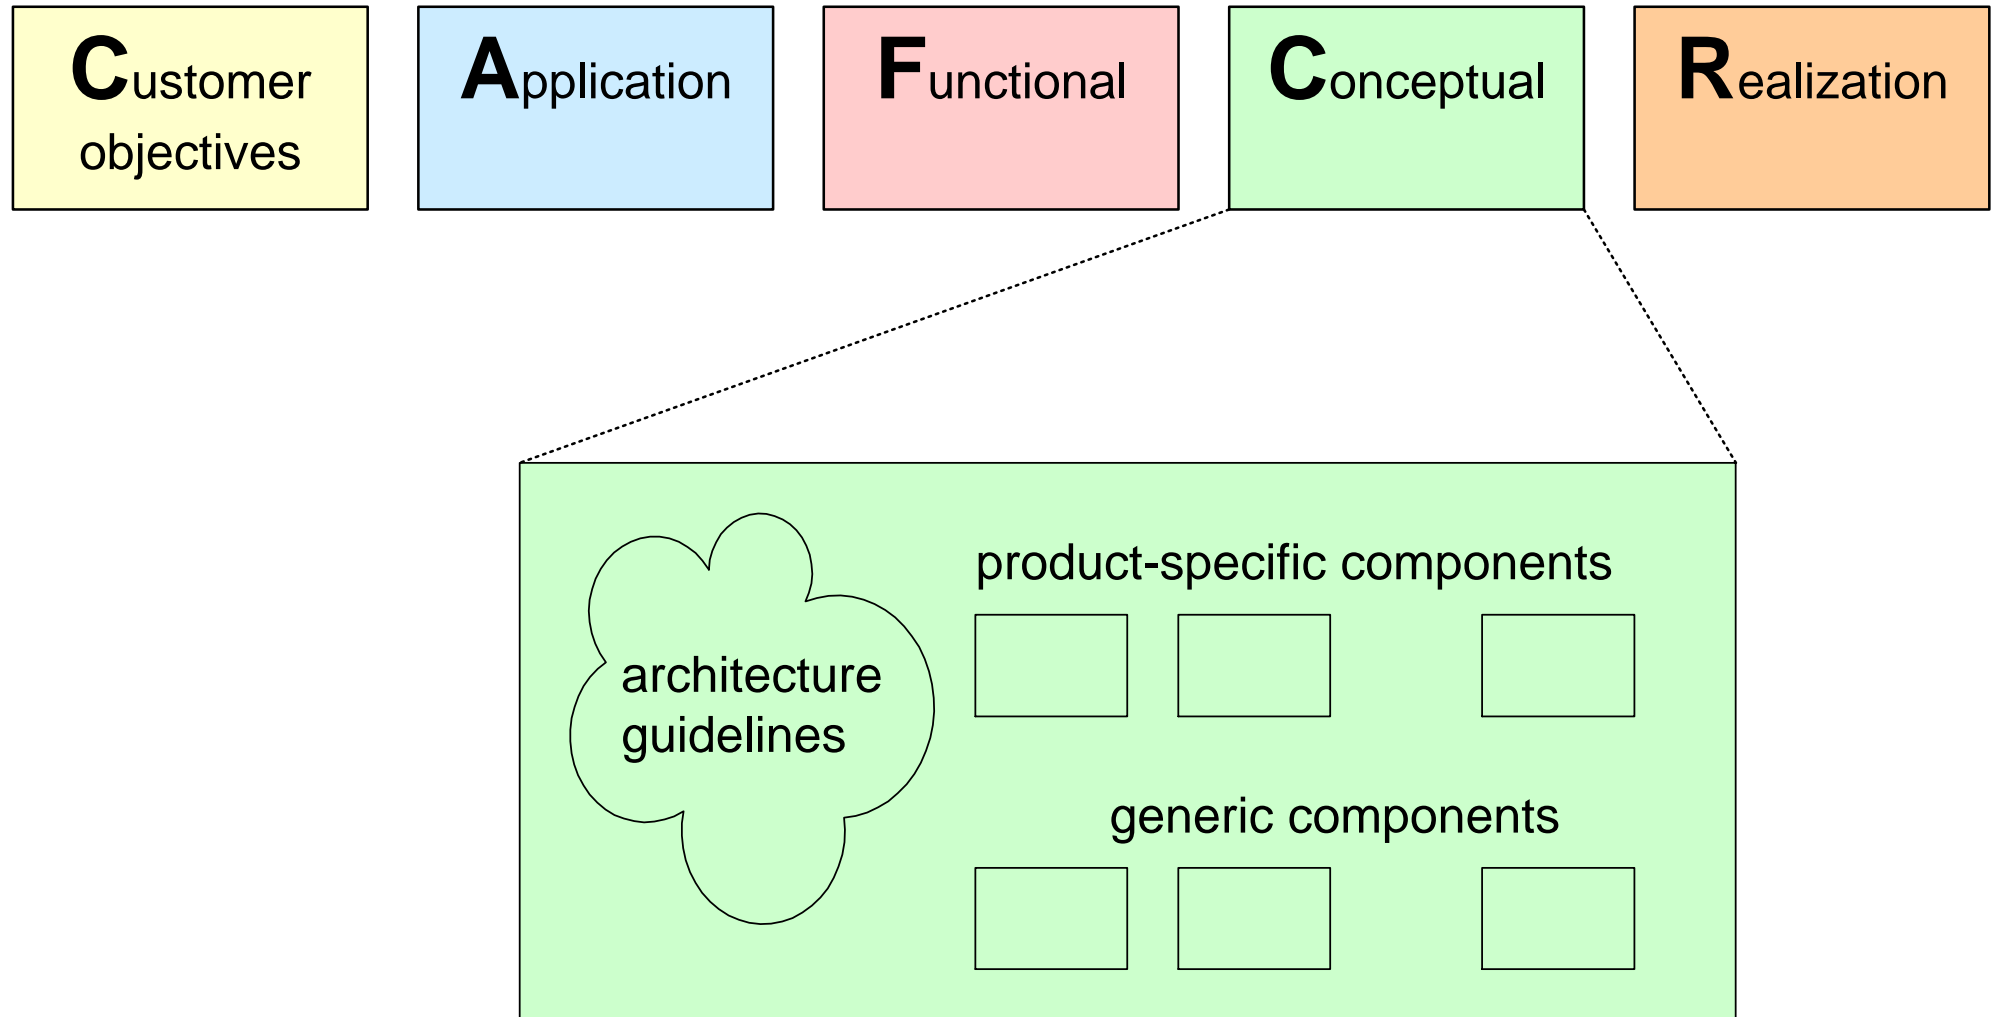 Customer
objectives
Application
Functional
Conceptual
Realization
product-specific components
architecture
guidelines
generic components